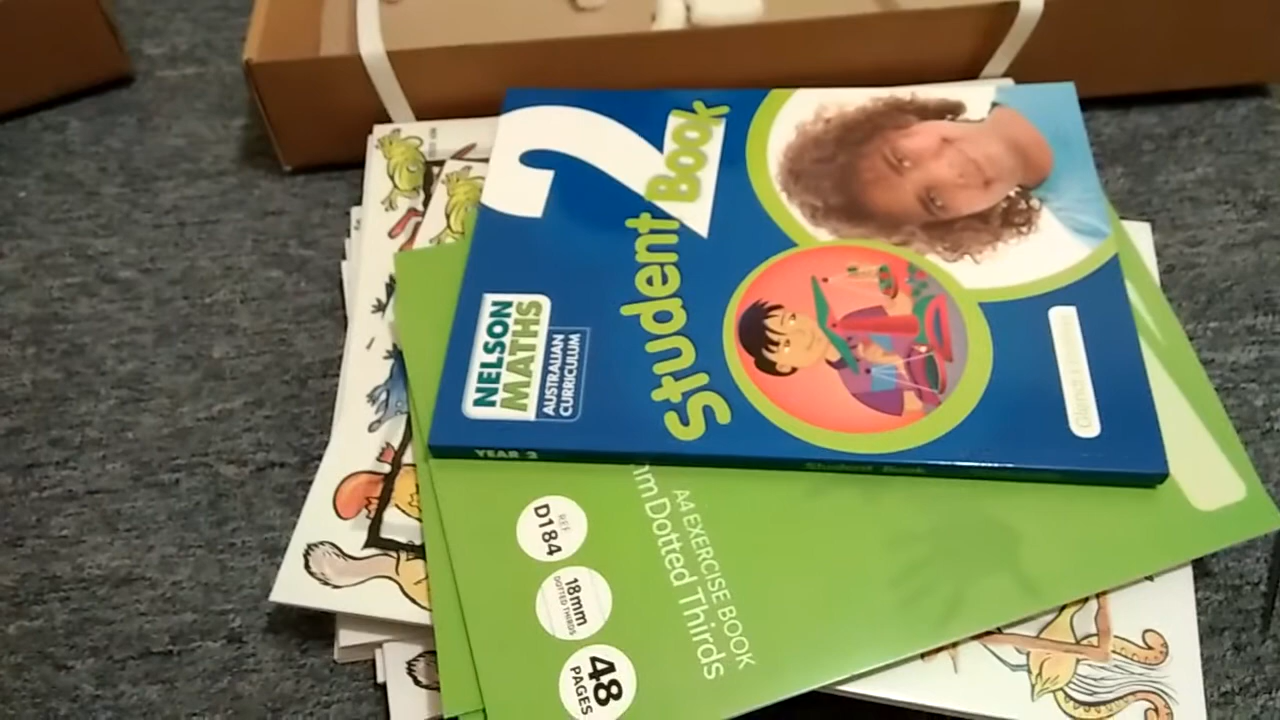 2
Student
Book
NELSON
MATHS
AUSTRALIAN
CURRICULUM
YEAR 2
Student Book
A4 EXERCISE BOOK
Dotted Thirds
REF
D184
18mm
DOTTED THIRDS
48
PAGES